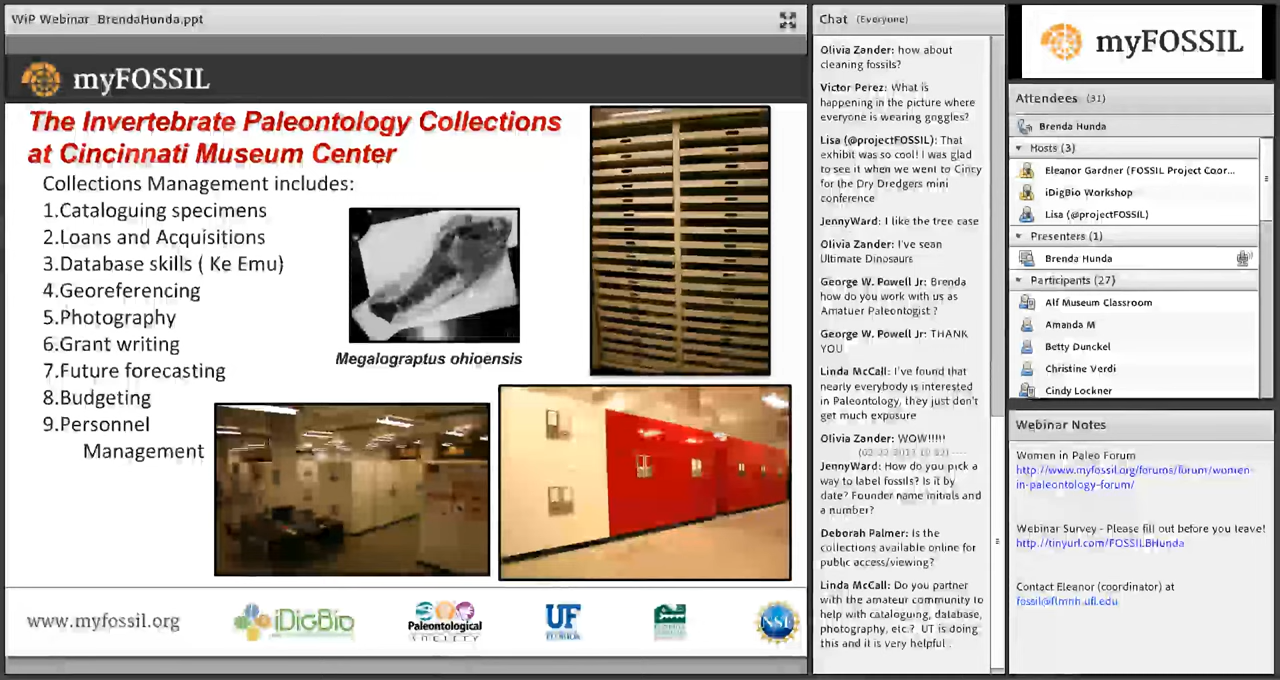 WiP Webinar_BrendaHunda.ppt
myFOSSIL
The Invertebrate Paleontology Collections
at Cincinnati Museum Center
Collections Management includes:
1.Cataloguing specimens
2.Loans and Acquisitions
3.Database skills ( Ke Emu)
4.Georeferencing
5.Photography
6.Grant writing
7.Future forecasting
8.Budgeting
9.Personnel
Management
Megalograptus ohioensis
www.myfossil.org
iDigBio
Paleontological
SOCIETY
UF
NSF
Chat (Everyone)
Olivia Zander: how about
cleaning fossils?
Victor Perez: What is
happening in the picture where
everyone is wearing goggles?
Lisa (@projectFOSSIL): That
exhibit was so cool! I was glad
to see it when we went to Cincy
for the Dry Dredgers mini
conference
JennyWard: I like the tree case
Olivia Zander: I've sean
Ultimate Dinosaurs
George W. Powell Jr: Brenda
how do you work with us as
Amatuer Paleontologist ?
George W. Powell Jr: THANK
YOU
Linda McCall: I've found that
nearly everybody is interested
in Paleontology, they just don't
get much exposure
Olivia Zander: WOW!!!!!
JennyWard: How do you pick a
way to label fossils? Is it by
date? Founder name initials and
a number?
Deborah Palmer: Is the
collections available online for
public access/viewing?
Linda McCall: Do you partner
with the amateur community to
help with cataloguing, database,
photography, etc.? UT is doing
this and it is very helpful.
myFOSSIL
Attendees (31)
Brenda Hunda
Hosts (3)
Eleanor Gardner (FOSSIL Project Coor...
iDigBio Workshop
Lisa (@projectFOSSIL)
Presenters (1)
Brenda Hunda
Participants (27)
Alf Museum Classroom
Amanda M
Betty Dunckel
Christine Verdi
Cindy Lockner
Webinar Notes
Women in Paleo Forum
http://www.myfossil.org/forums/forum/women-
in-paleontology-forum/
Webinar Survey - Please fill out before you leave!
http://tinyurl.com/FOSSILBHunda
Contact Eleanor (coordinator) at
fossil@flmnh.ufl.edu